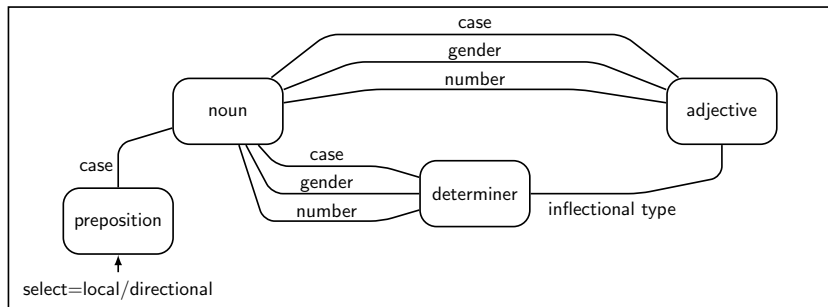 case
gender
number
noun
adjective
case
case
gender
determiner
number
inflectional type
preposition
select=local/directional